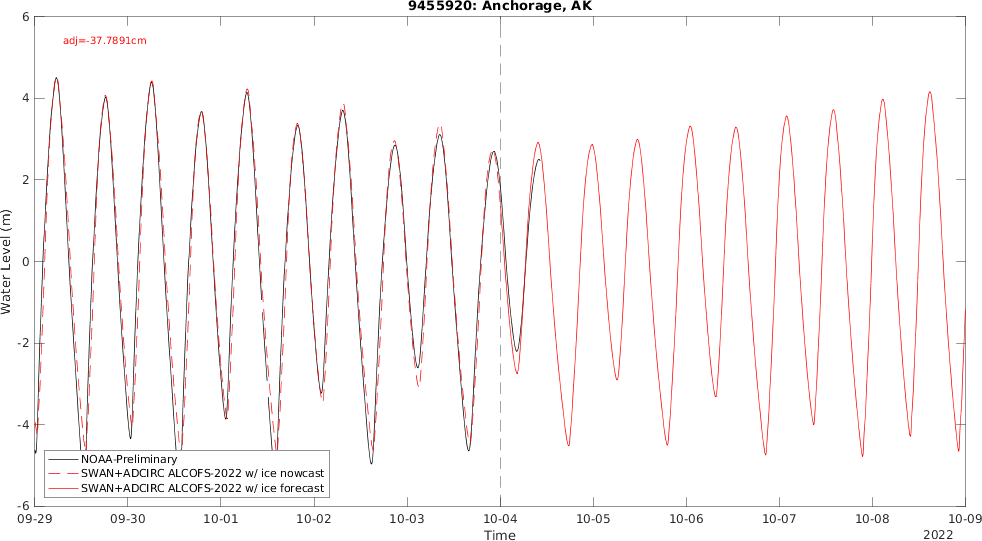 9455920: Anchorage, AK
adj=-37.7891cm
6
4
2
0
-2
-4
-6
Water Level (m)
NOAA-Preliminary
SWAN+ADCIRC ALCOFS-2022 w/ ice nowcast
SWAN+ADCIRC ALCOFS-2022 w/ ice forecast
09-29 09-30 10-01 10-02 10-03 10-04 10-05 10-06 10-07 10-08 10-09
Time
2022